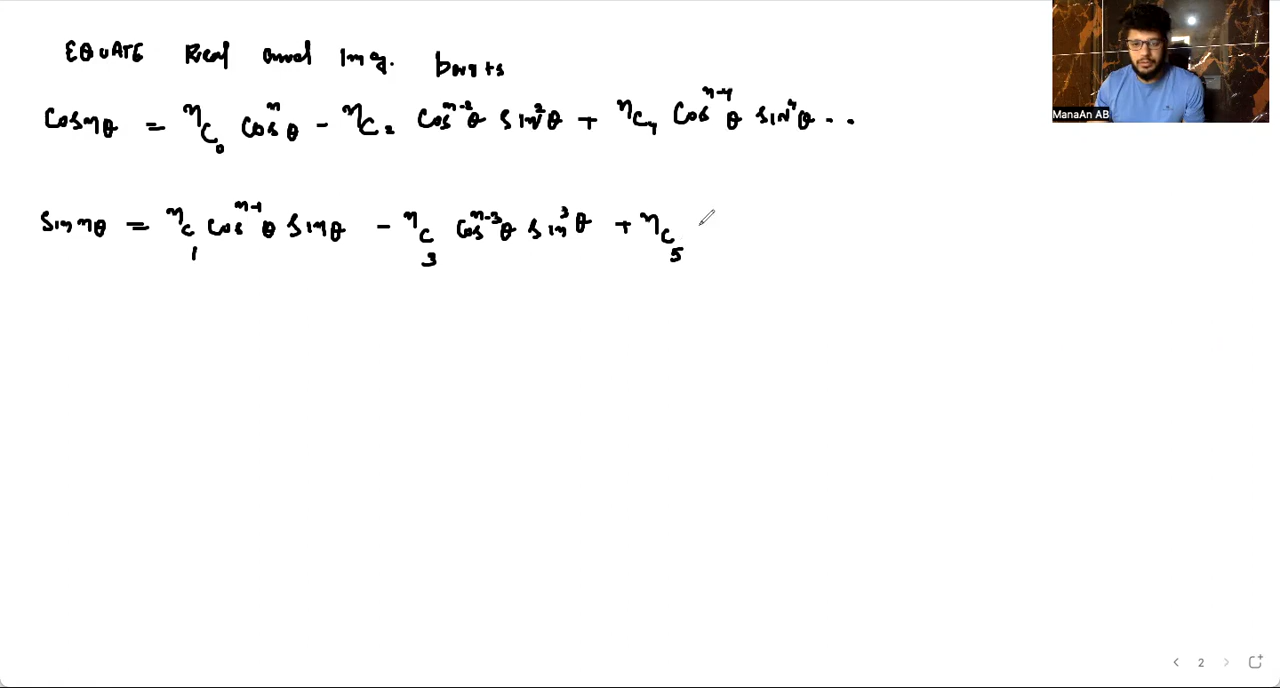 EQUATE Real and Img. parts
cos nθ = ⁿC₀ cosⁿθ - ⁿC₂ cosⁿ⁻²θ sin²θ + ⁿC₄ cosⁿ⁻⁴θ sin⁴θ ..
sin nθ = ⁿC₁ cosⁿ⁻¹θ sinθ - ⁿC₃ cosⁿ⁻³θ sin³θ + ⁿC₅
ManaAn AB
2